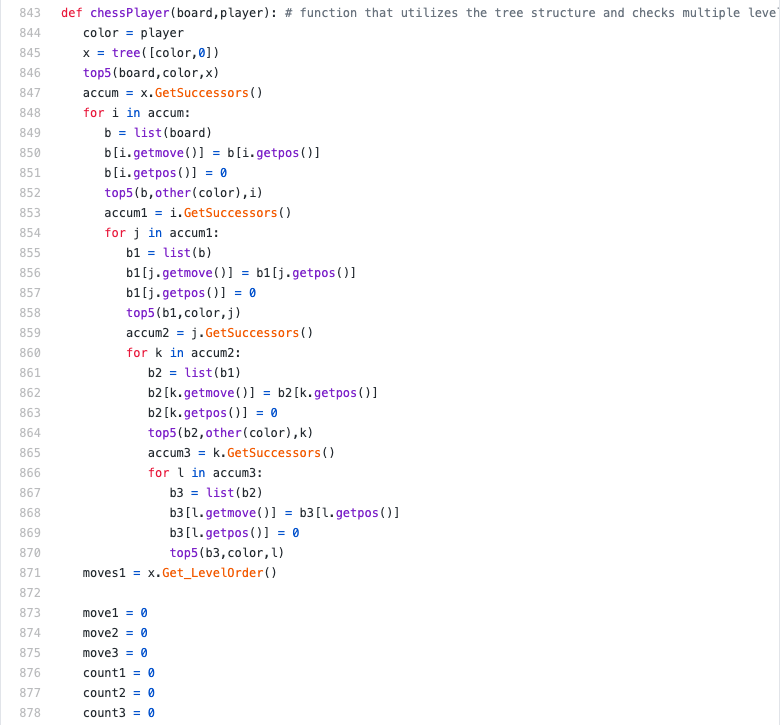 843 def chessPlayer(board,player): # function that utilizes the tree structure and checks multiple leve
844 color = player
845 x = tree([color,0])
846 top5(board,color,x)
847 accum = x.GetSuccessors()
848 for i in accum:
849 b = list(board)
850 b[i.getmove()] = b[i.getpos()]
851 b[i.getpos()] = 0
852 top5(b,other(color),i)
853 accum1 = i.GetSuccessors()
854 for j in accum1:
855 b1 = list(b)
856 b1[j.getmove()] = b1[j.getpos()]
857 b1[j.getpos()] = 0
858 top5(b1,color,j)
859 accum2 = j.GetSuccessors()
860 for k in accum2:
861 b2 = list(b1)
862 b2[k.getmove()] = b2[k.getpos()]
863 b2[k.getpos()] = 0
864 top5(b2,other(color),k)
865 accum3 = k.GetSuccessors()
866 for l in accum3:
867 b3 = list(b2)
868 b3[l.getmove()] = b3[l.getpos()]
869 b3[l.getpos()] = 0
870 top5(b3,color,l)
871 moves1 = x.Get_LevelOrder()
872
873 move1 = 0
874 move2 = 0
875 move3 = 0
876 count1 = 0
877 count2 = 0
878 count3 = 0